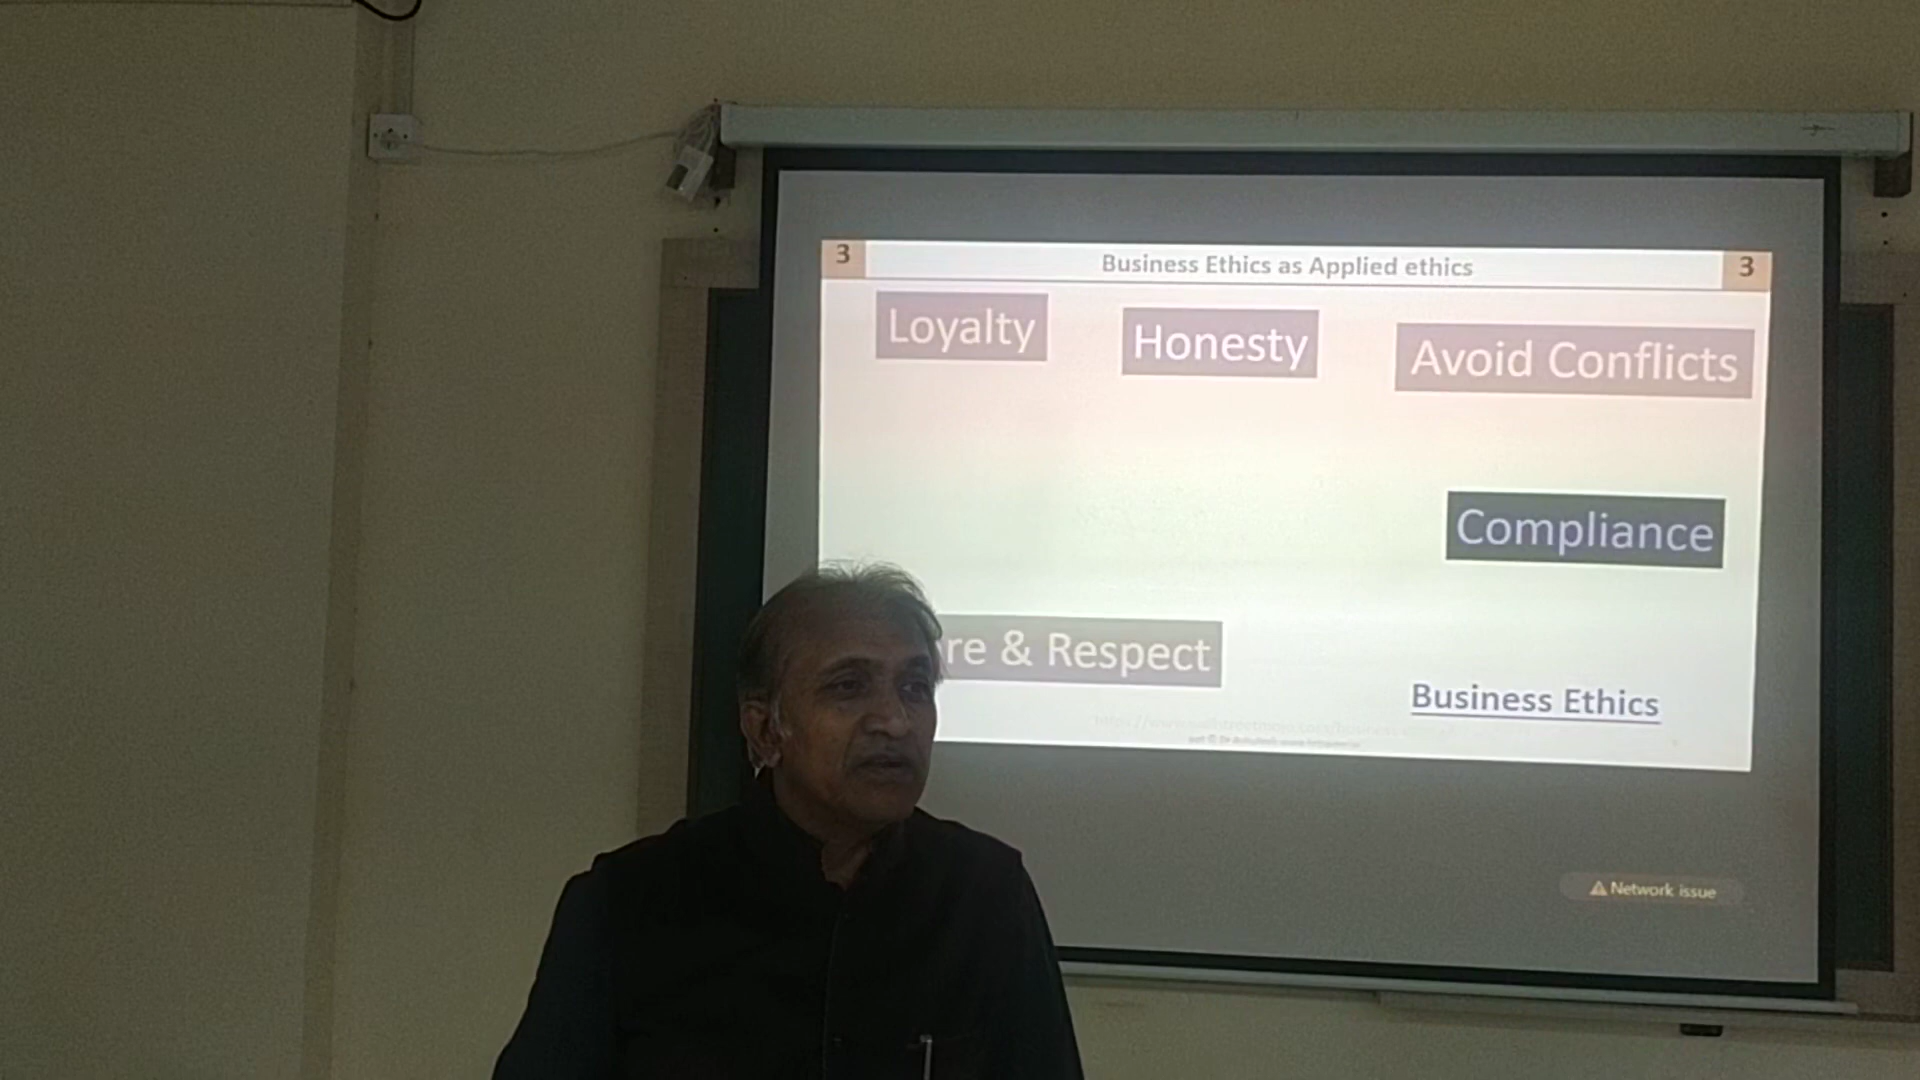 3 Business Ethics as Applied ethics 3
Loyalty
Honesty
Avoid Conflicts
Compliance
re & Respect
Business Ethics
Network issue